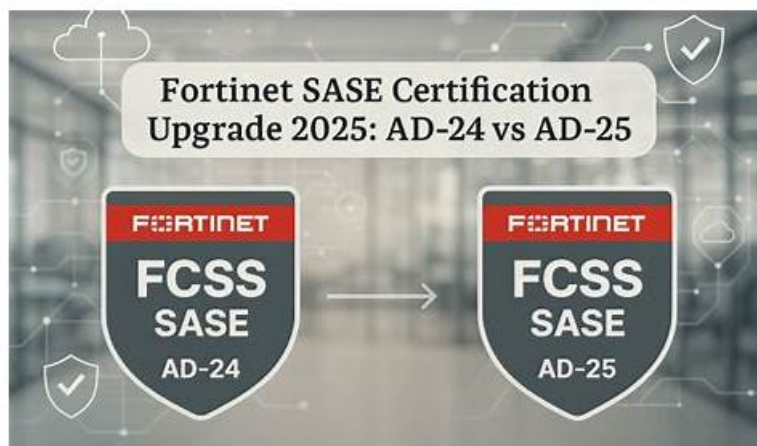 Fortinet SASE Certification
Upgrade 2025: AD-24 vs AD-25
FORTINET
FCSS
SASE
AD-24
FORTINET
FCSS
SASE
AD-25